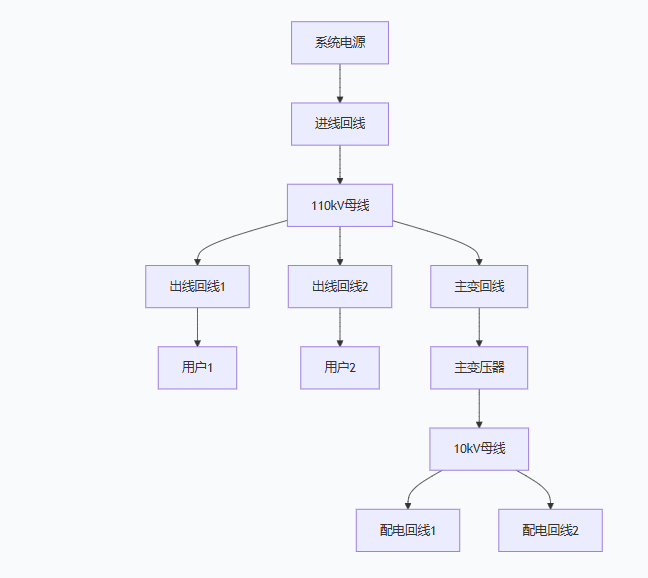 系统电源
进线回线
110kV母线
出线回线1
出线回线2
主变回线
用户1
用户2
主变压器
10kV母线
配电回线1
配电回线2